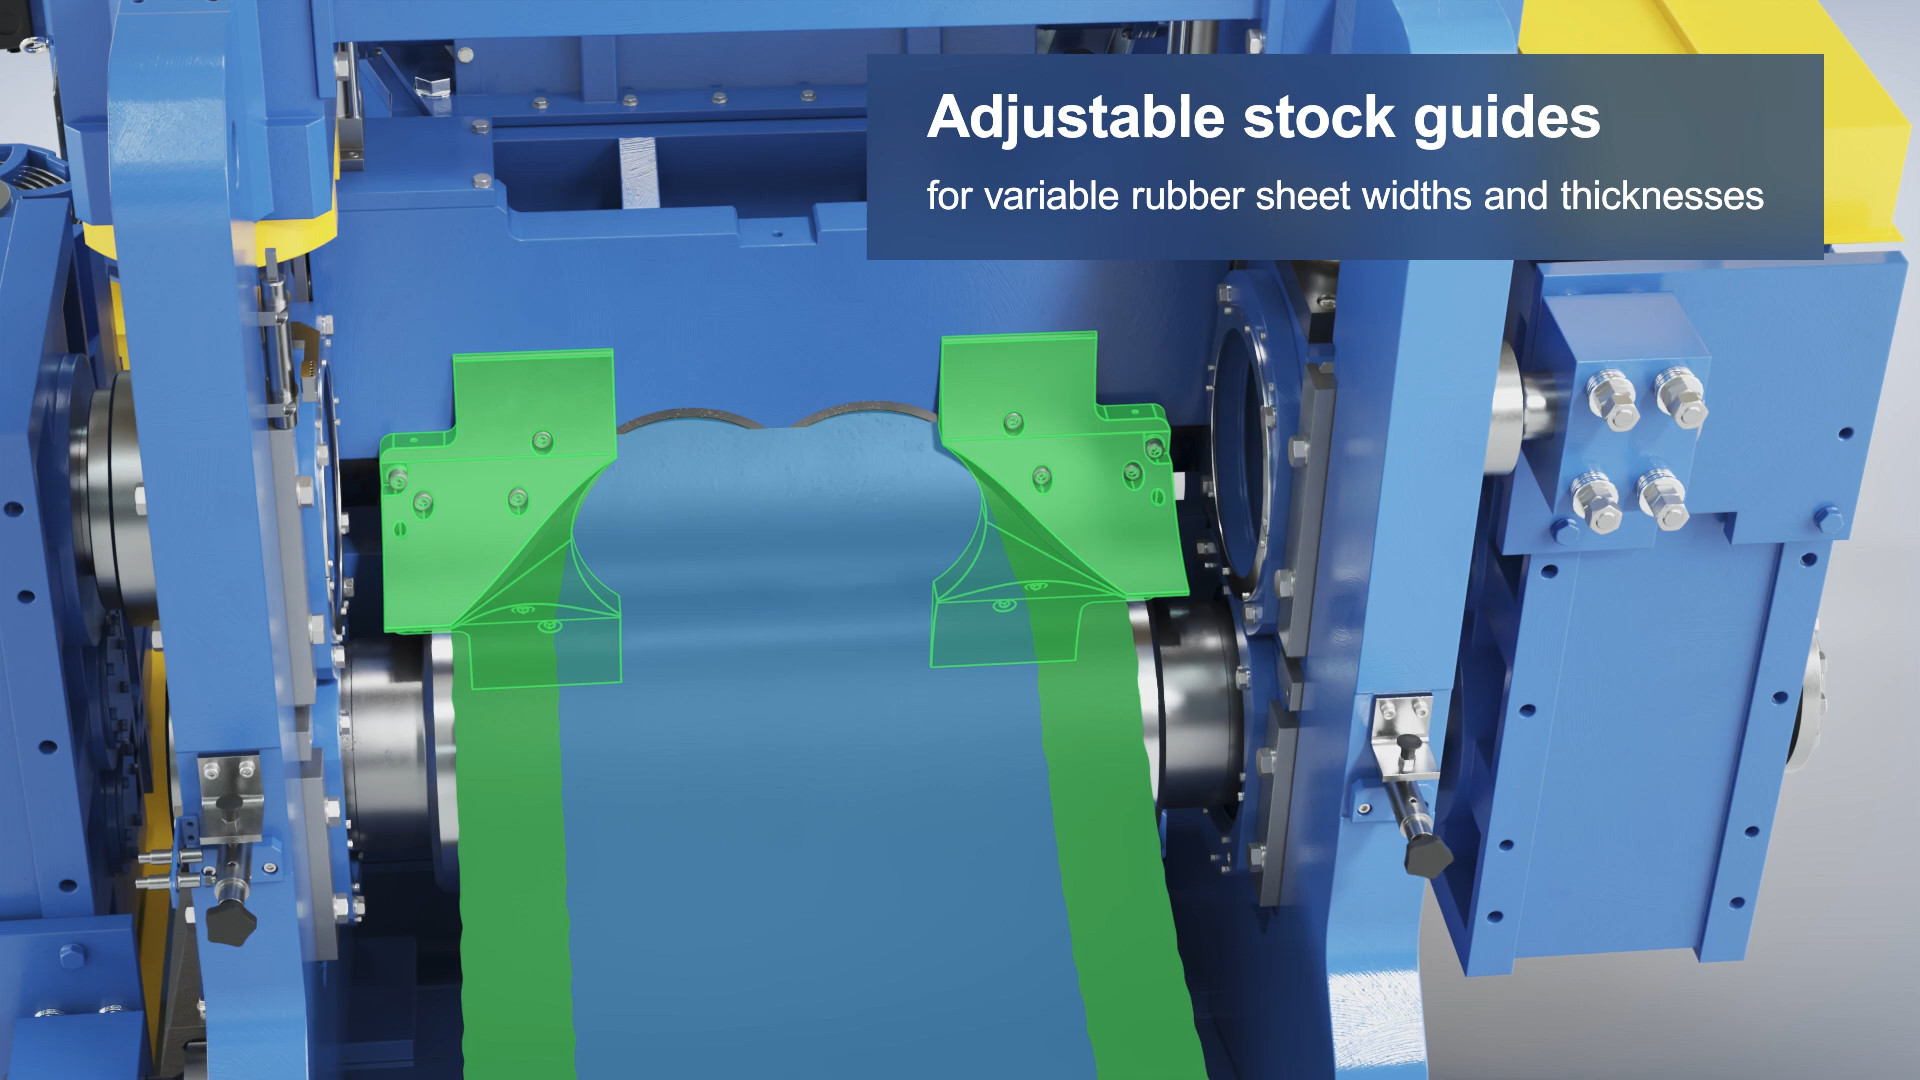 Adjustable stock guides
for variable rubber sheet widths and thicknesses